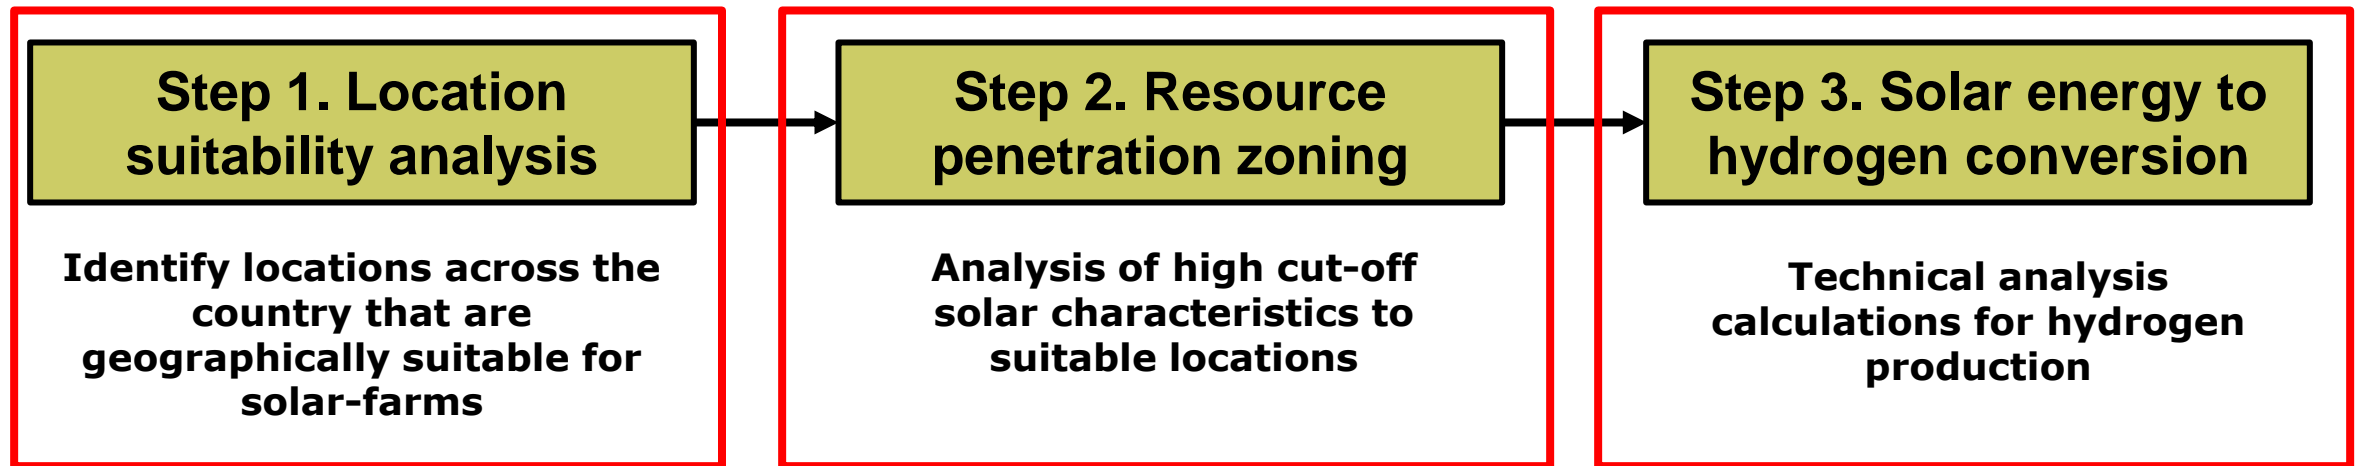 Step 1. Location
suitability analysis
Identify locations across the
country that are
geographically suitable for
solar-farms
Step 2. Resource
penetration zoning
Analysis of high cut-off
solar characteristics to
suitable locations
Step 3. Solar energy to
hydrogen conversion
Technical analysis
calculations for hydrogen
production